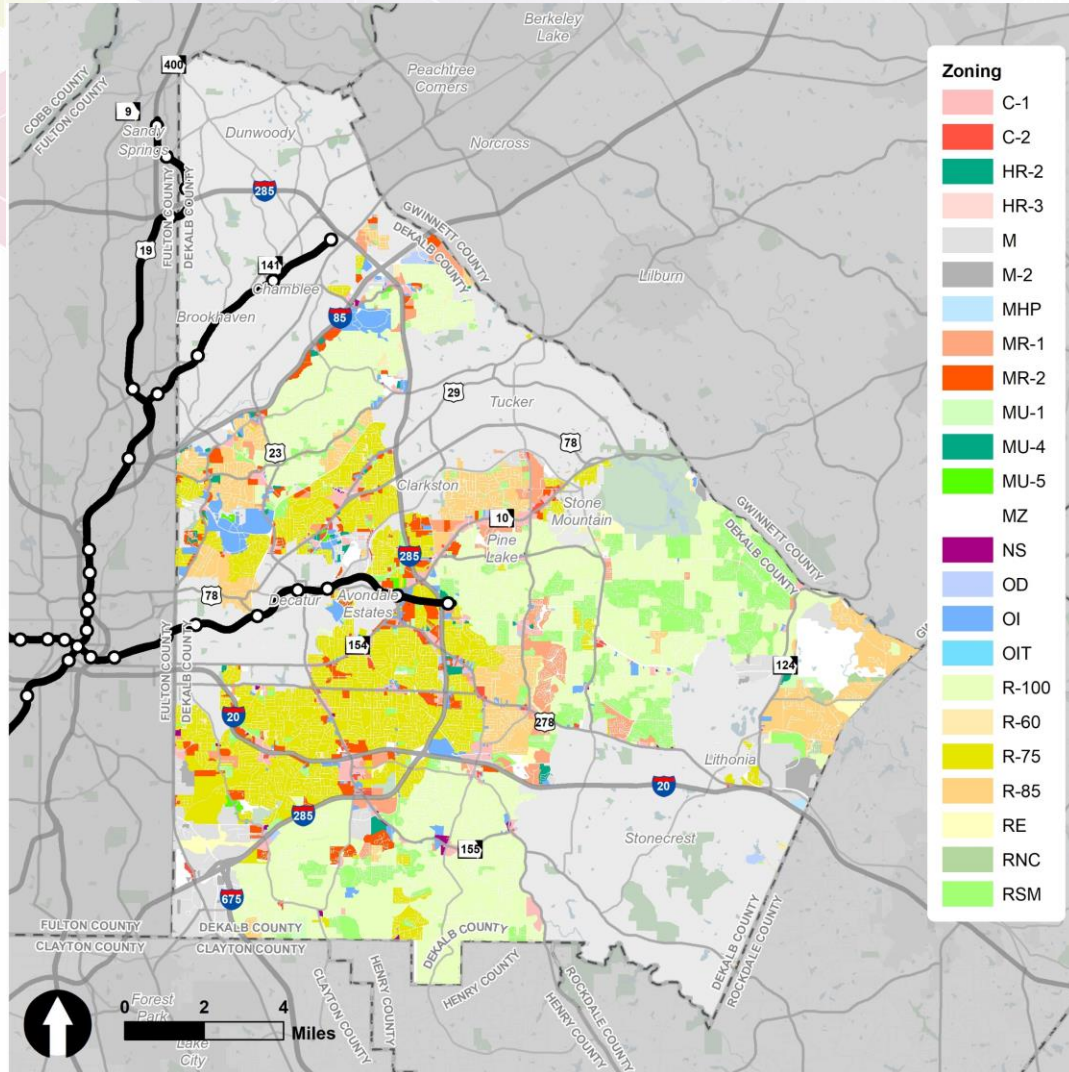 Berkeley
Lake
400
Peachtree
Corners
COBB COUNTY
FULTON COUNTY
9
Sandy
Springs
Dunwoody
Norcross
285
FULTON COUNTY
DEKALB COUNTY
GWINNETT COUNTY
DEKALB COUNTY
19
141
Chamblee
Lilburn
Brookhaven
85
29
Tucker
23
78
Clarkston
Stone
Mountain
10
Pine
Lake
285
GWINNETT COUNTY
DEKALB COUNTY
78
Decatur
Avondale
Estates
154
124
FULTON COUNTY
DEKALB COUNTY
20
278
Lithonia
20
285
Stonecrest
155
675
FULTON COUNTY
CLAYTON COUNTY
DEKALB COUNTY
CLAYTON COUNTY
DEKALB COUNTY
HENRY COUNTY
DEKALB COUNTY
ROCKDALE COUNTY
CLAYTON COUNTY
HENRY COUNTY
ROCKDALE COUNTY
HENRY COUNTY
0 2 4
Miles
Forest
Park
Lake
City
Zoning
C-1
C-2
HR-2
HR-3
M
M-2
MHP
MR-1
MR-2
MU-1
MU-4
MU-5
MZ
NS
OD
OI
OIT
R-100
R-60
R-75
R-85
RE
RNC
RSM